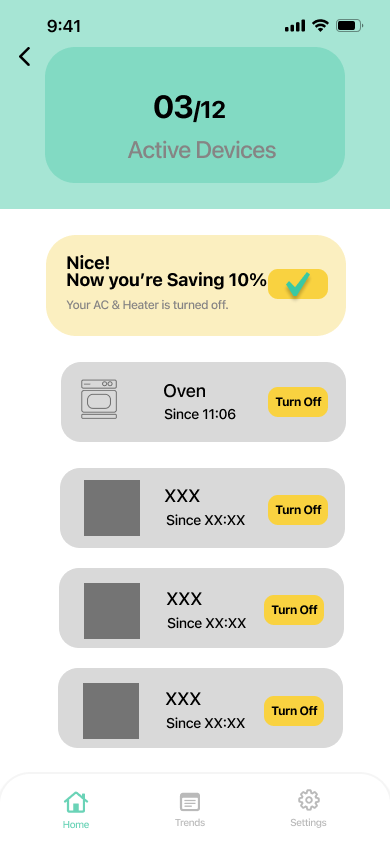 9:41
03/12
Active Devices
Nice!
Now you're Saving 10%
Your AC & Heater is turned off.
Oven
Since 11:06
Turn Off
XXX
Since XX:XX
Turn Off
XXX
Since XX:XX
Turn Off
XXX
Since XX:XX
Turn Off
Home
Trends
Settings